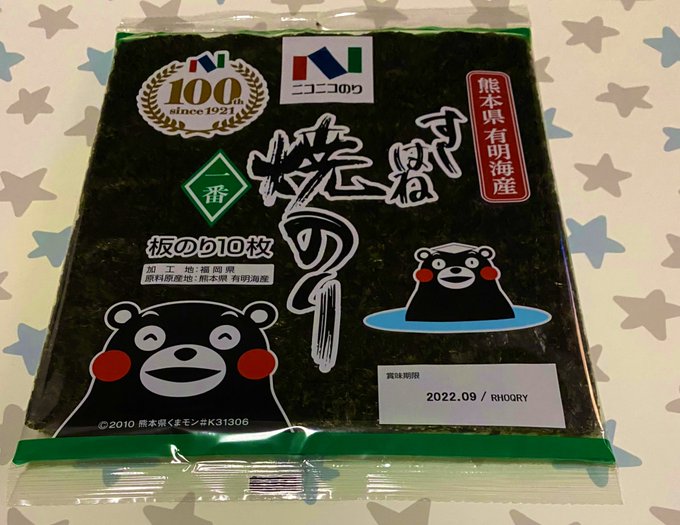 100th
since 1921
ニコニコのり
熊本県 有明海産
すしはね
焼のり
一番
板のり10枚
加工地:福岡県
原料原産地:熊本県 有明海産
賞味期限
2022.09 / RHOQRY
©2010 熊本県くまモン#K31306